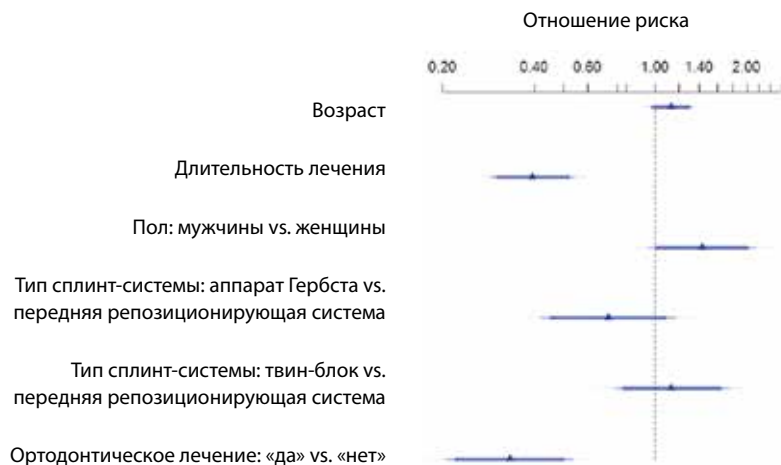 Отношение риска
0.20 0.40 0.60 1.00 1.40 2.00
Возраст
Длительность лечения
Пол: мужчины vs. женщины
Тип сплинт-системы: аппарат Гербста vs.
передняя репозиционирующая система
Тип сплинт-системы: твин-блок vs.
передняя репозиционирующая система
Ортодонтическое лечение: «да» vs. «нет»